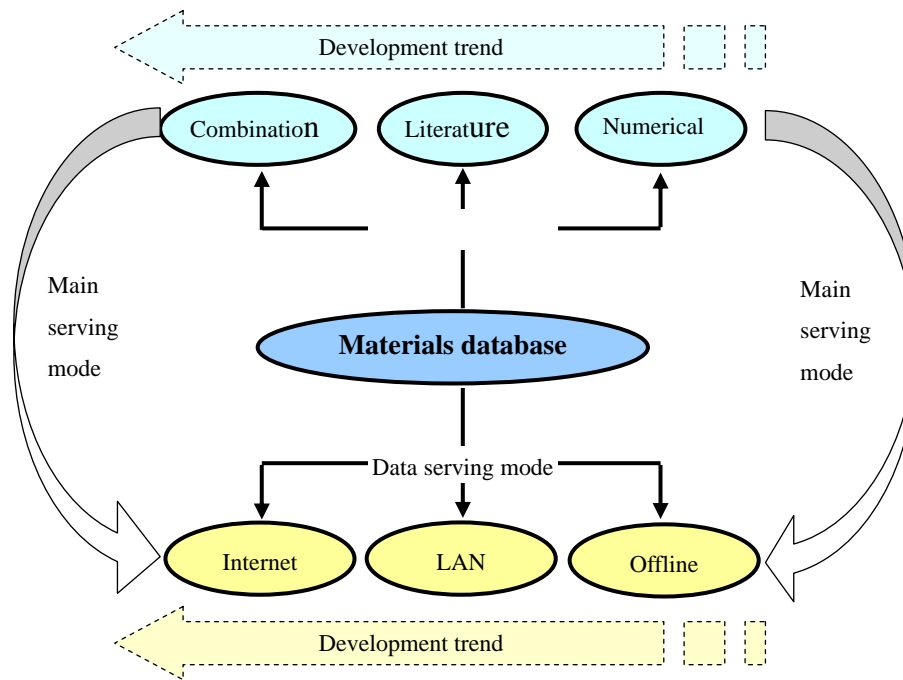 Development trend
Combination
Literature
Numerical
Main
serving
mode
Main
serving
mode
Materials database
Data serving mode
Internet
LAN
Offline
Development trend